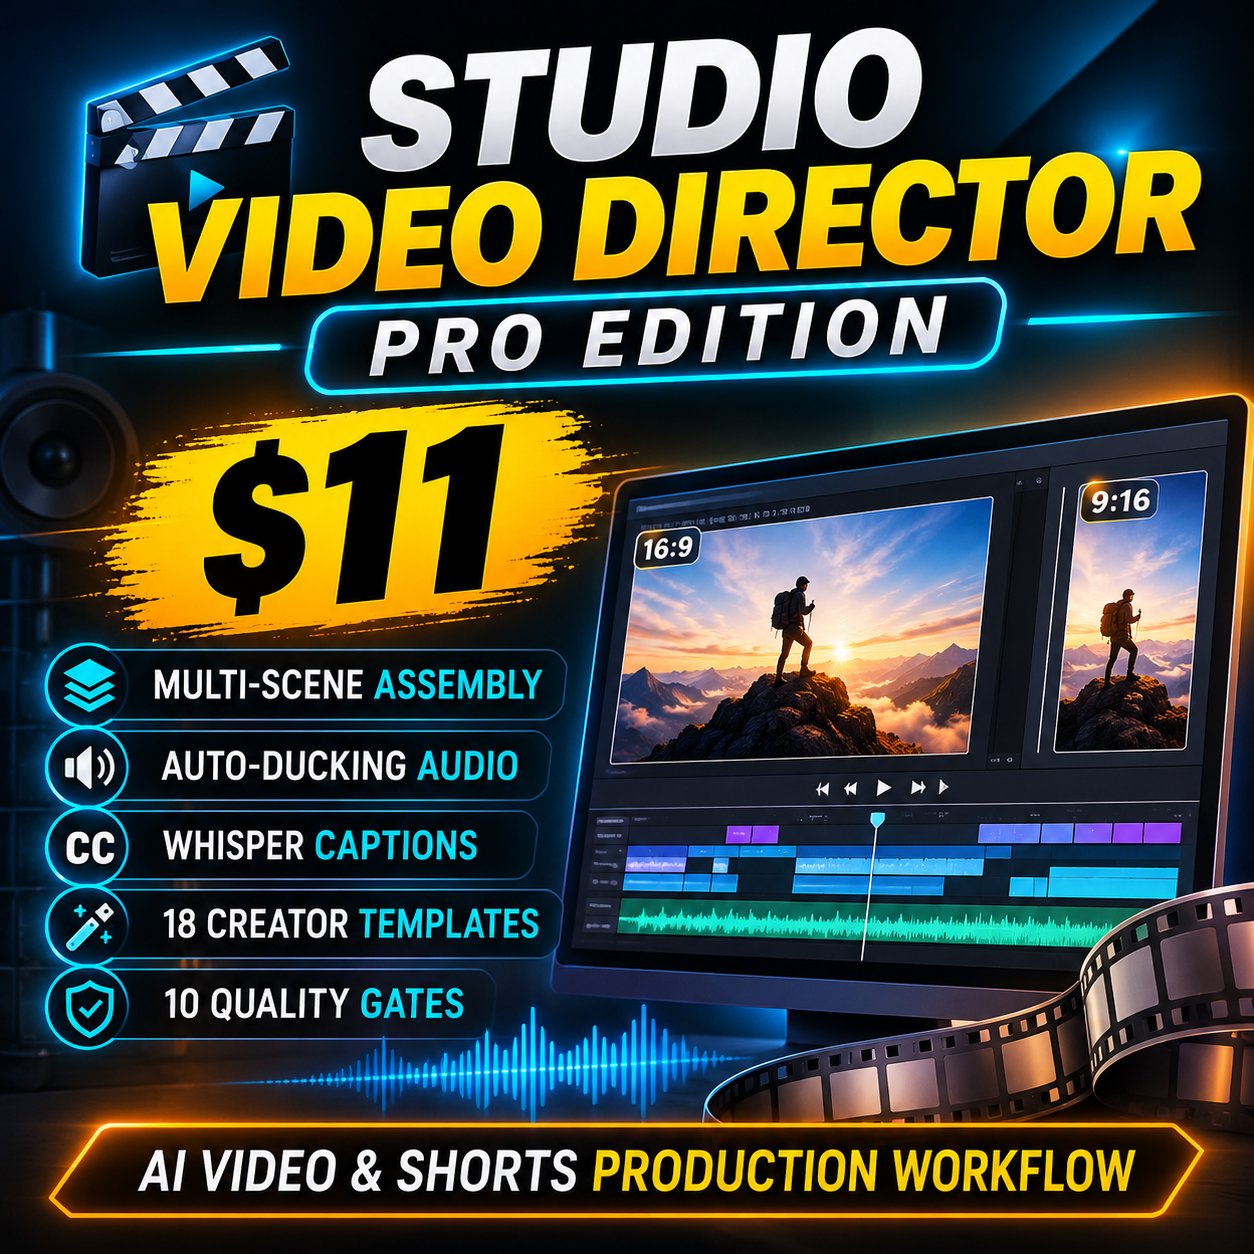 STUDIO
VIDEO DIRECTOR
PRO EDITION
$11
16:9
9:16
MULTI-SCENE ASSEMBLY
AUTO-DUCKING AUDIO
WHISPER CAPTIONS
CC
18 CREATOR TEMPLATES
10 QUALITY GATES
AI VIDEO & SHORTS PRODUCTION WORKFLOW